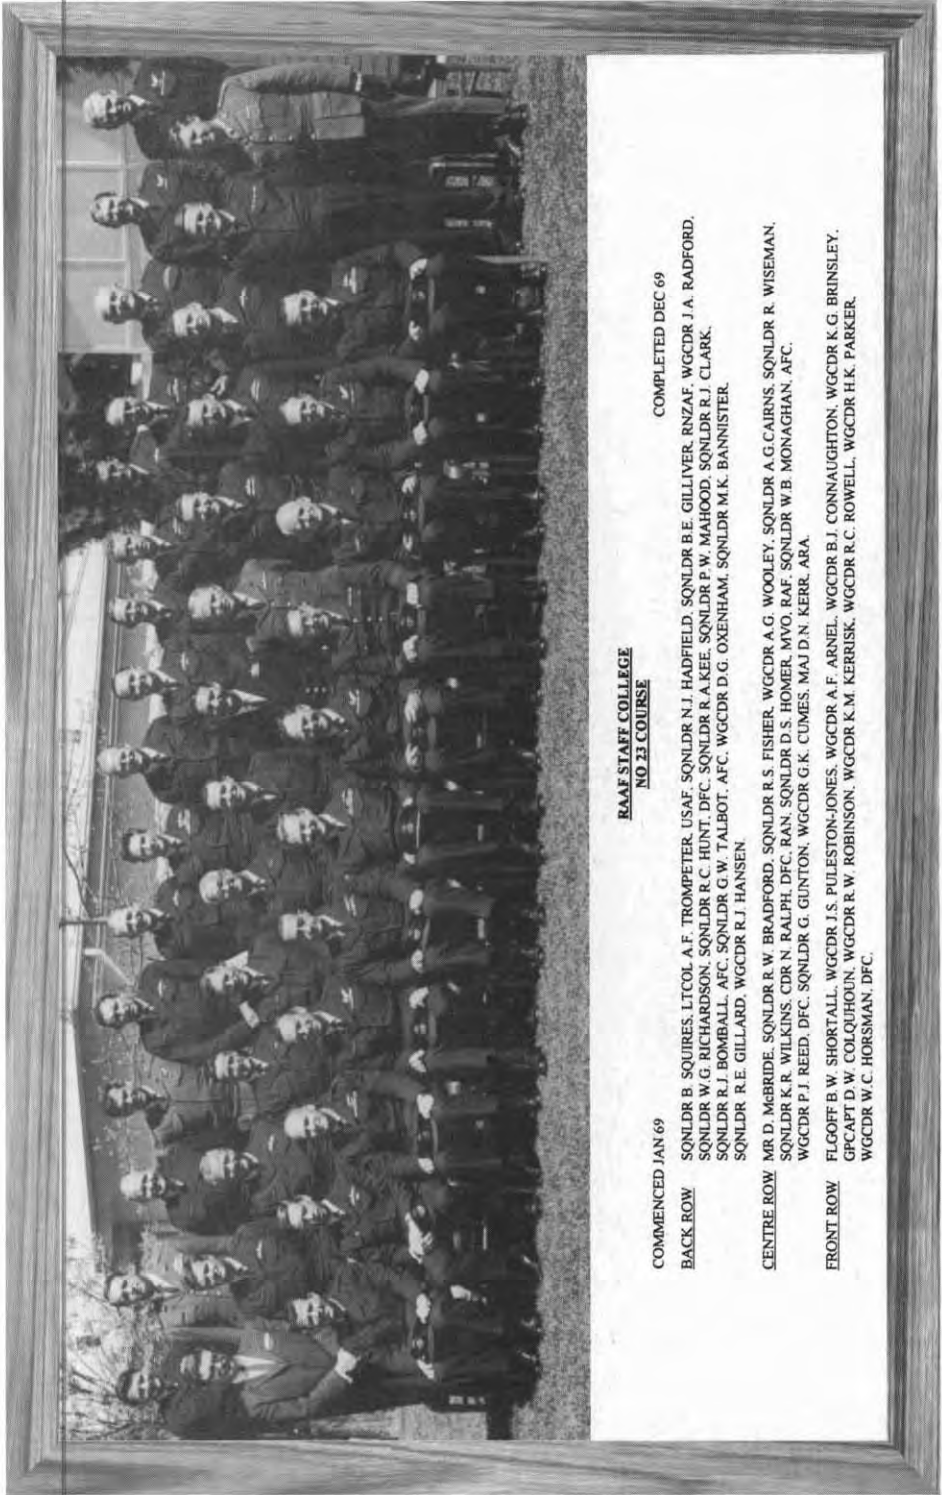 RAAF STAFF COLLEGE
NO 23 COURSE
COMMENCED JAN 69 COMPLETED DEC 69
BACK ROW SQNLDR B. SQUIRES, LTCOL A.F. TROMPETER, USAF, SQNLDR N.J. HADFIELD, SQNLDR B.E. GILLIVER, RNZAF, WGCDR J.A. RADFORD,
SQNLDR W.G. RICHARDSON, SQNLDR R.C. HUNT, DFC, SQNLDR R.A.KEE, SQNLDR P.W. MAHOOD, SQNLDR R.J. CLARK,
SQNLDR R.J. BOMBALL, AFC, SQNLDR G.W. TALBOT, AFC, WGCDR D.G. OXENHAM, SQNLDR M.K. BANNISTER,
SQNLDR R.E. GILLARD, WGCDR R.J. HANSEN.
CENTRE ROW MR D. McBRIDE, SQNLDR R.W. BRADFORD, SQNLDR R.S. FISHER, WGCDR A.G. WOOLEY, SQNLDR A.G.CAIRNS, SQNLDR R. WISEMAN,
SQNLDR K.R. WILKINS, CDR N. RALPH, DFC, RAN, SQNLDR D.S. HOMER, MVO, RAF, SQNLDR W.B. MONAGHAN, AFC,
WGCDR P.J. REED, DFC, SQNLDR G. GUNTON, WGCDR G.K. CUMES, MAJ D.N. KERR, ARA.
FRONT ROW FLGOFF B.W. SHORTALL, WGCDR J.S. PULESTON-JONES, WGCDR A.F. ARNEL, WGCDR B.J. CONNAUGHTON, WGCDR K.G. BRINSLEY,
GPCAPT D.W. COLQUHOUN, WGCDR R.W. ROBINSON, WGCDR K.M. KERRISK, WGCDR R.C. ROWELL, WGCDR H.K. PARKER,
WGCDR W.C. HORSMAN, DFC.